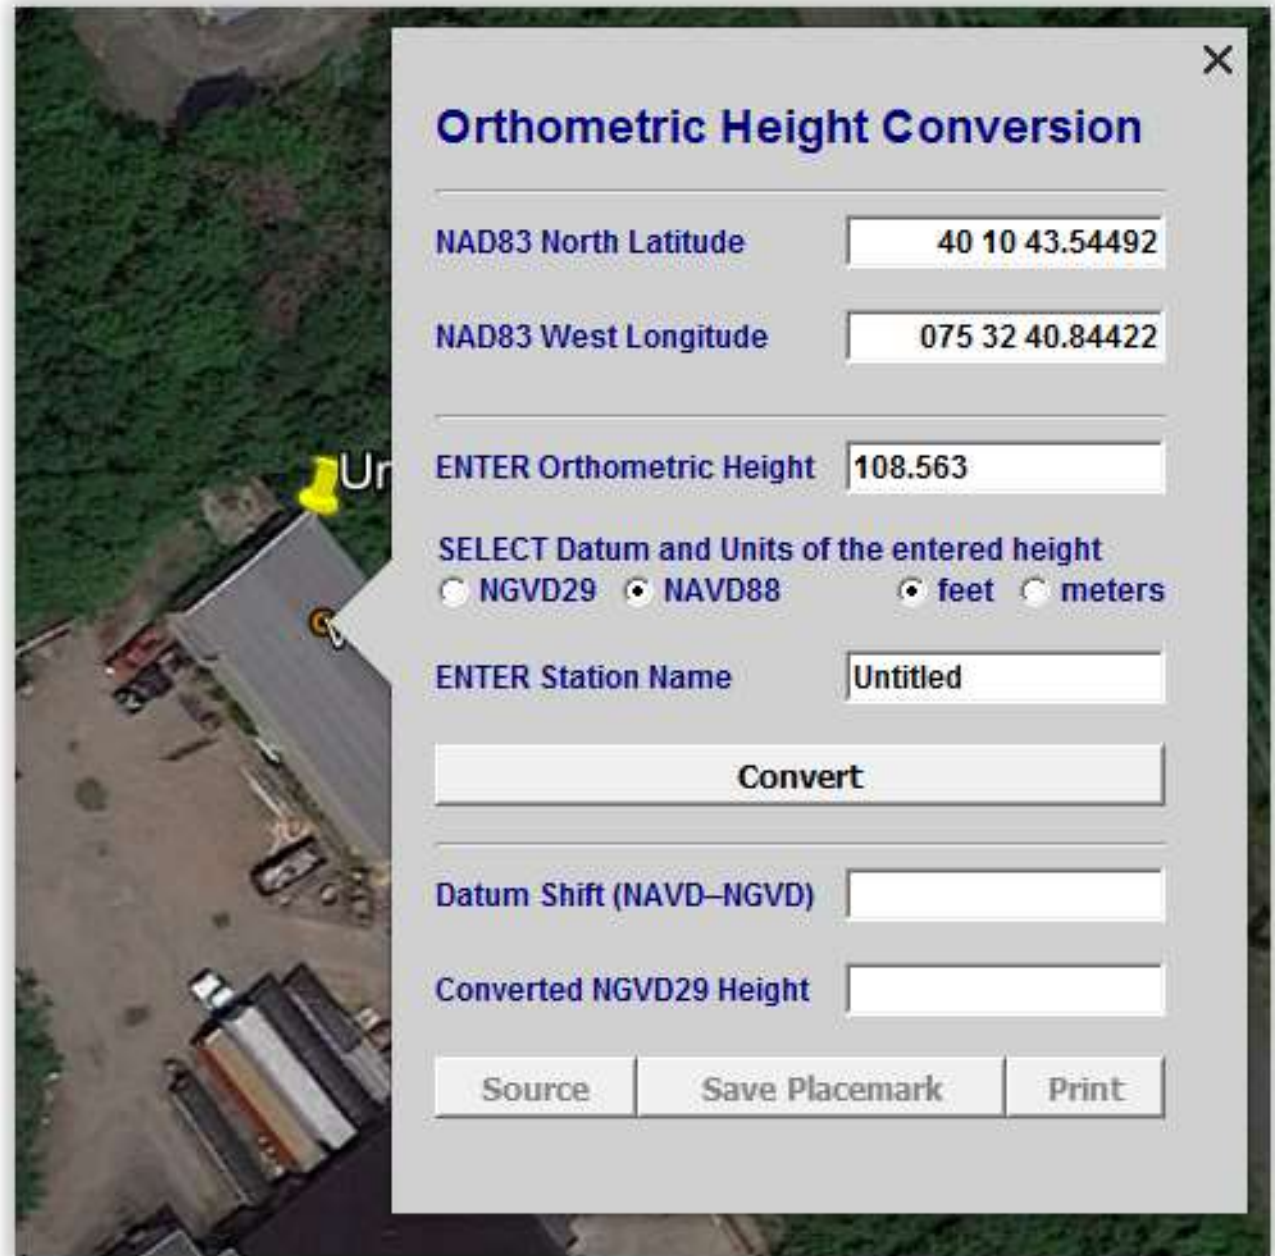 Orthometric Height Conversion
NAD83 North Latitude 40 10 43.54492
NAD83 West Longitude 075 32 40.84422
ENTER Orthometric Height 108.563
SELECT Datum and Units of the entered height
NGVD29 NAVD88 feet meters
ENTER Station Name Untitled
Convert
Datum Shift (NAVD–NGVD)
Converted NGVD29 Height
Source Save Placemark Print